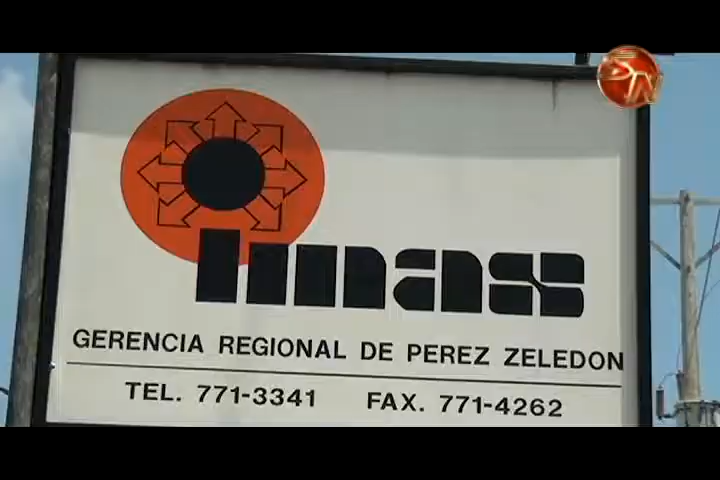 imas
GERENCIA REGIONAL DE PEREZ ZELEDON
TEL. 771-3341 FAX. 771-4262